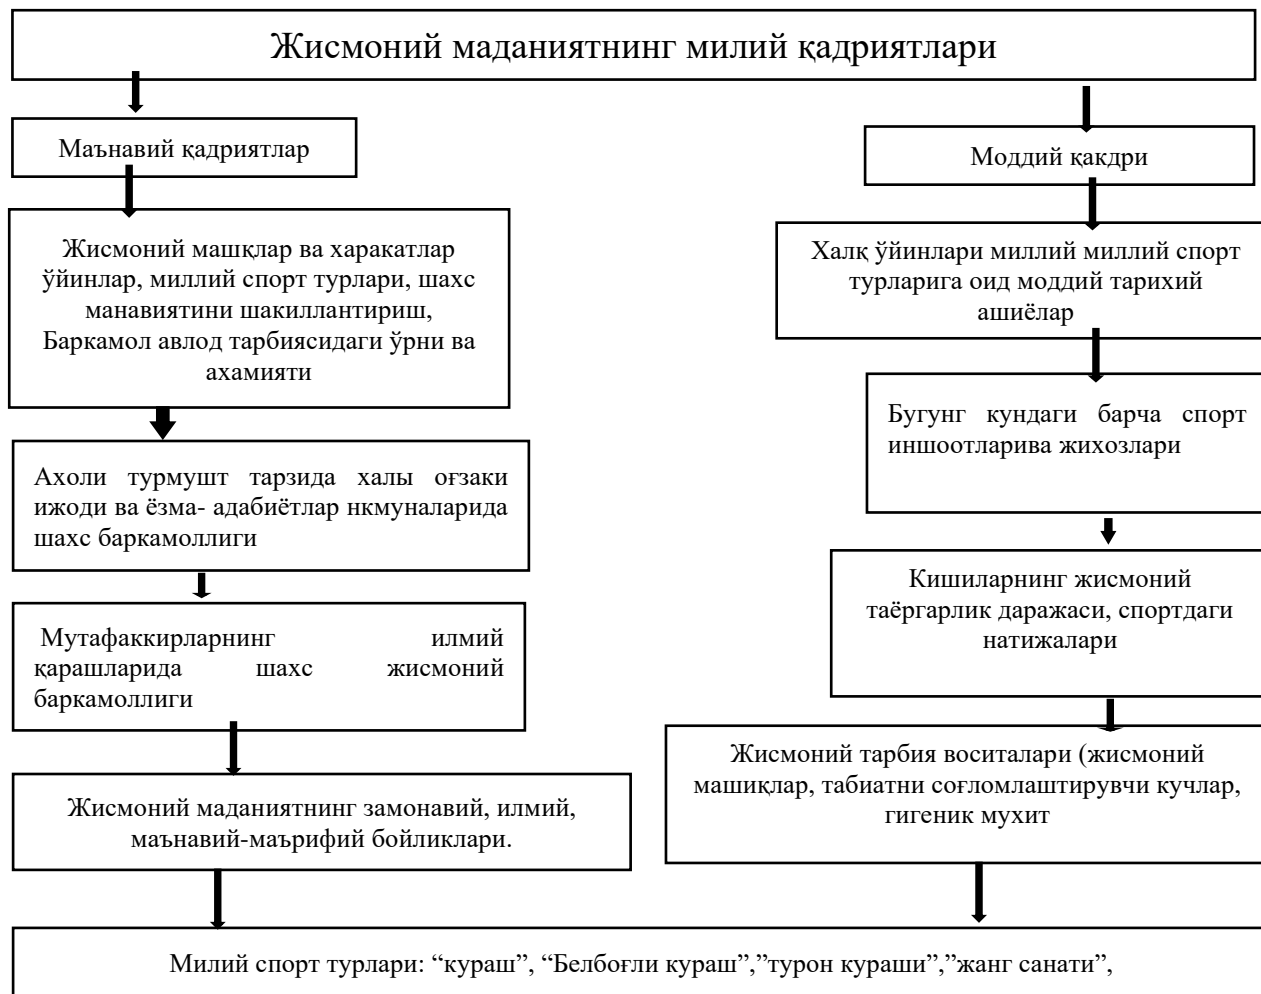 Жисмоний маданиятнинг милий қадриятлари
Маънавий қадриятлар
Моддий қакдри
Жисмоний машқлар ва харакатлар
ўйинлар, миллий спорт турлари, шахс
манавиятини шакиллантириш,
Баркамол авлод тарбиясидаги ўрни ва
ахамияти
Халқ ўйинлари миллий миллий спорт
турларига оид моддий тарихий
ашиёлар
Бугунг кундаги барча спорт
иншоотларива жихозлари
Ахоли турмушт тарзида халы оғзаки
ижоди ва ёзма- адабиётлар нкмуналарида
шахс баркамоллиги
Кишиларнинг жисмоний
таёргарлик даражаси, спортдаги
натижалари
Мутафаккирларнинг илмий
қарашларида шахс жисмоний
баркамоллиги
Жисмоний тарбия воситалари (жисмоний
машиқлар, табиатни соғломлаштирувчи кучлар,
гигеник мухит
Жисмоний маданиятнинг замонавий, илмий,
маънавий-маърифий бойликлари.
Милий спорт турлари: “кураш”, “Белбоғли кураш”,”турон кураши”,”жанг санати”,